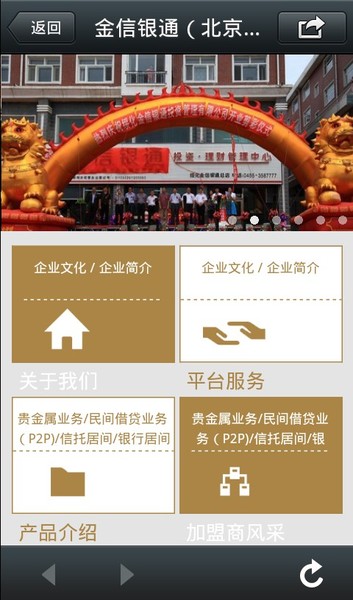 返回
金信银通（北京...
投资·理财管理中心
企业文化 / 企业简介
关于我们
企业文化 / 企业简介
平台服务
贵金属业务/民间借贷业务
（P2P)/信托居间/银行居间
产品介绍
贵金属业务/民间借贷业
务（P2P)/信托居间/银
加盟商风采